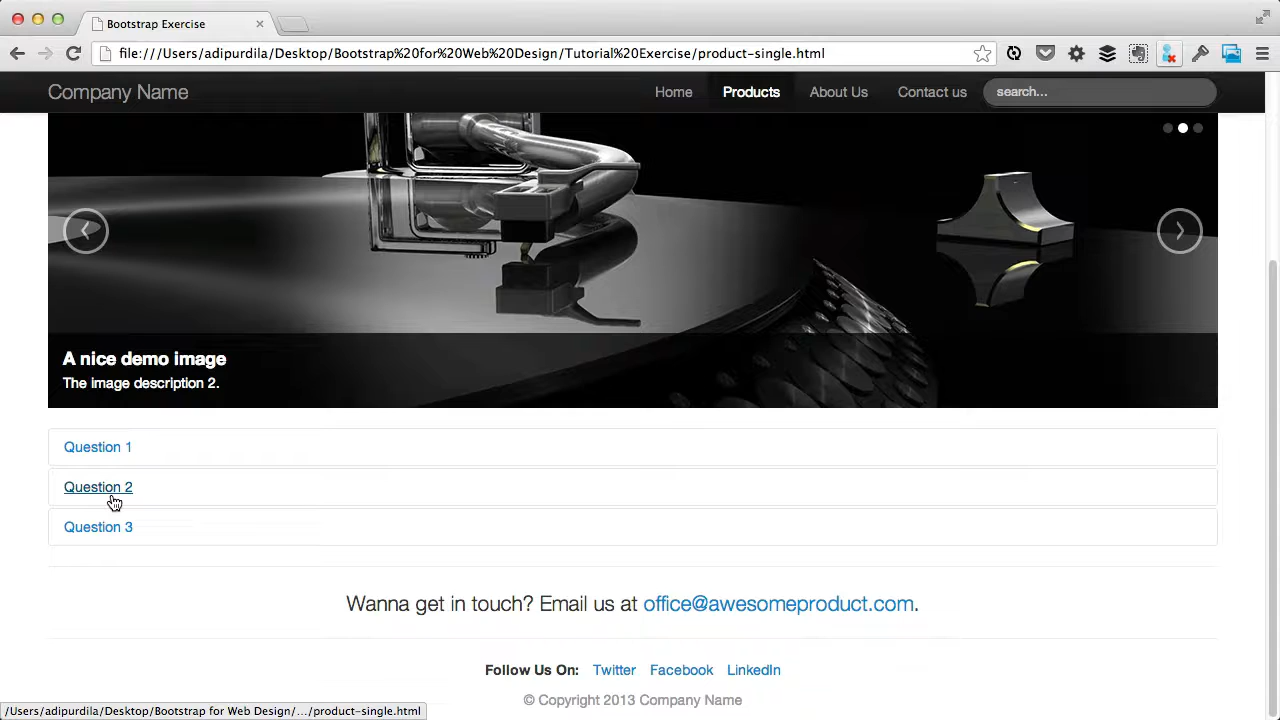 Bootstrap Exercise
file:///Users/adipurdila/Desktop/Bootstrap%20for%20Web%20Design/Tutorial%20Exercise/product-single.html
Company Name Home Products About Us Contact us search...
A nice demo image
The image description 2.
Question 1
Question 2
Question 3
Wanna get in touch? Email us at office@awesomeproduct.com.
Follow Us On: Twitter Facebook LinkedIn
© Copyright 2013 Company Name
/Users/adipurdila/Desktop/Bootstrap for Web Design/.../product-single.html